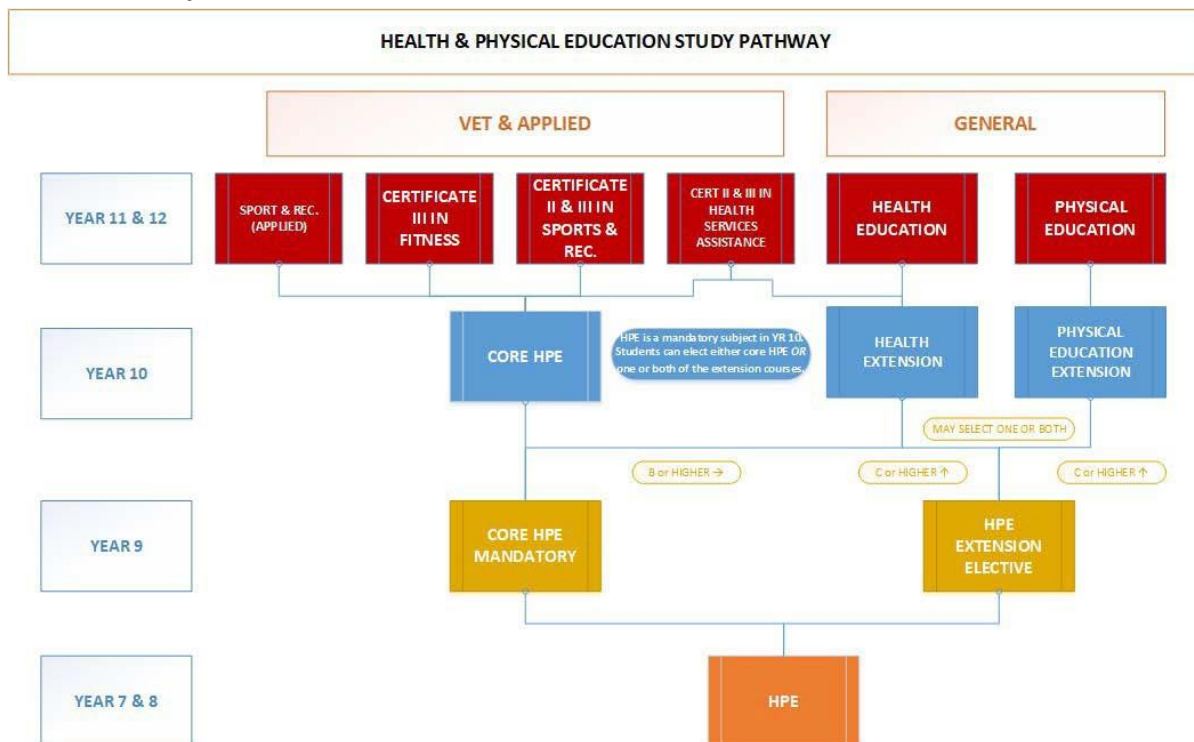 HEALTH & PHYSICAL EDUCATION STUDY PATHWAY
VET & APPLIED
GENERAL
YEAR 11 & 12
SPORT & REC.
(APPLIED)
CERTIFICATE
III IN
FITNESS
CERTIFICATE
II & III IN
SPORTS &
REC.
CERT II & III IN
HEALTH
SERVICES
ASSISTANCE
HEALTH
EDUCATION
PHYSICAL
EDUCATION
YEAR 10
CORE HPE
HPE is a mandatory subject in YR 10.
Students can elect either core HPE OR
one or both of the extension courses.
HEALTH
EXTENSION
PHYSICAL
EDUCATION
EXTENSION
MAY SELECT ONE OR BOTH
B or HIGHER →
C or HIGHER ↑
C or HIGHER ↑
YEAR 9
CORE HPE
MANDATORY
HPE
EXTENSION
ELECTIVE
YEAR 7 & 8
HPE